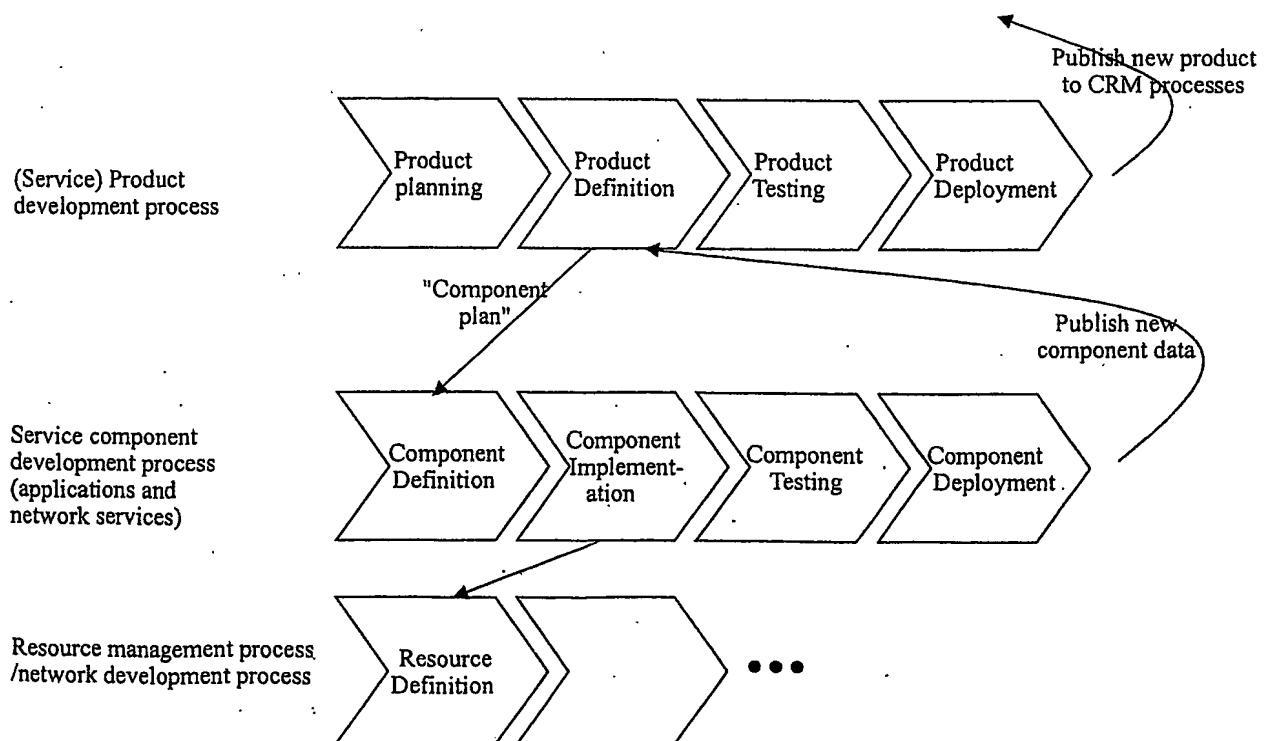 Publish new product
to CRM processes
(Service) Product
development process
Product
planning
Product
Definition
Product
Testing
Product
Deployment
"Component
plan"
Publish new
component data
Service component
development process
(applications and
network services)
Component
Definition
Component
Implement-
ation
Component
Testing
Component
Deployment
Resource management process
/network development process
Resource
Definition